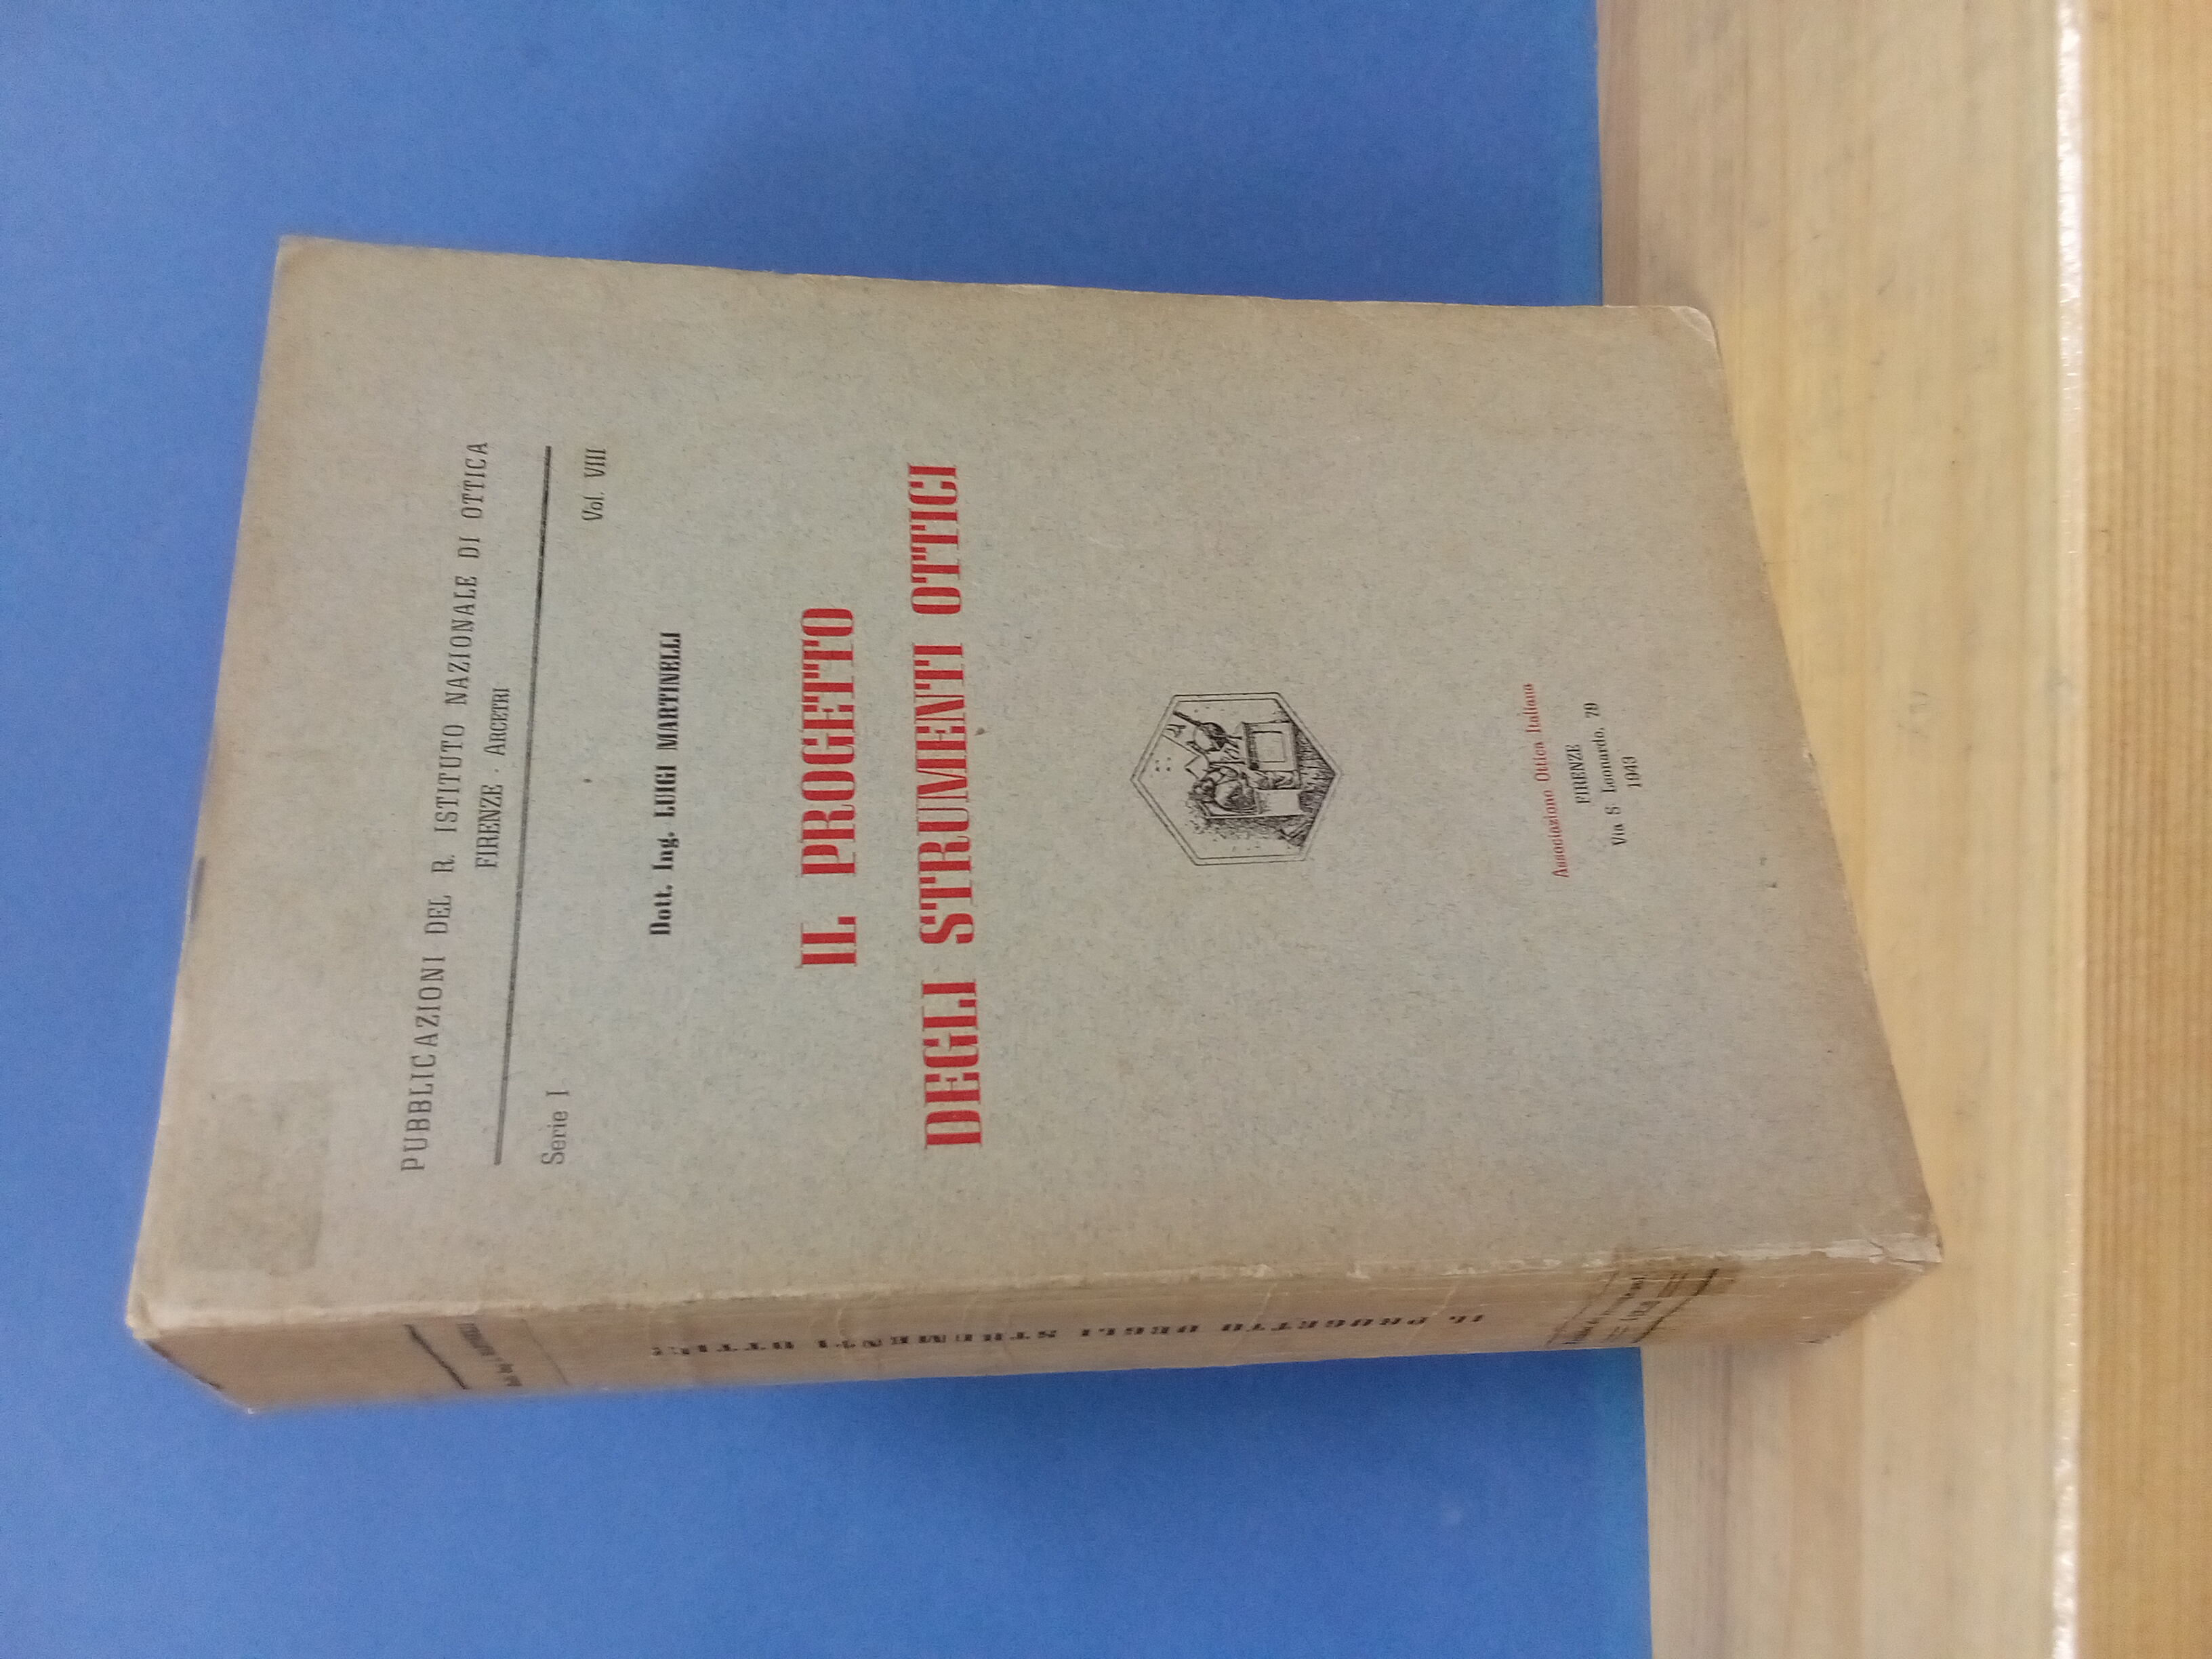 PUBBLICAZIONI DEL R. ISTITUTO NAZIONALE DI OTTICA
FIRENZE - ARCETRI
Serie I
Vol. VIII
Dott. Ing. LUIGI MARTINELLI
IL PROGETTO
DEGLI STRUMENTI OTTICI
Associazione Ottica Italiana
FIRENZE
Via S. Leonardo, 79
1943
IL PROGETTO DEGLI STRUMENTI OTTICI